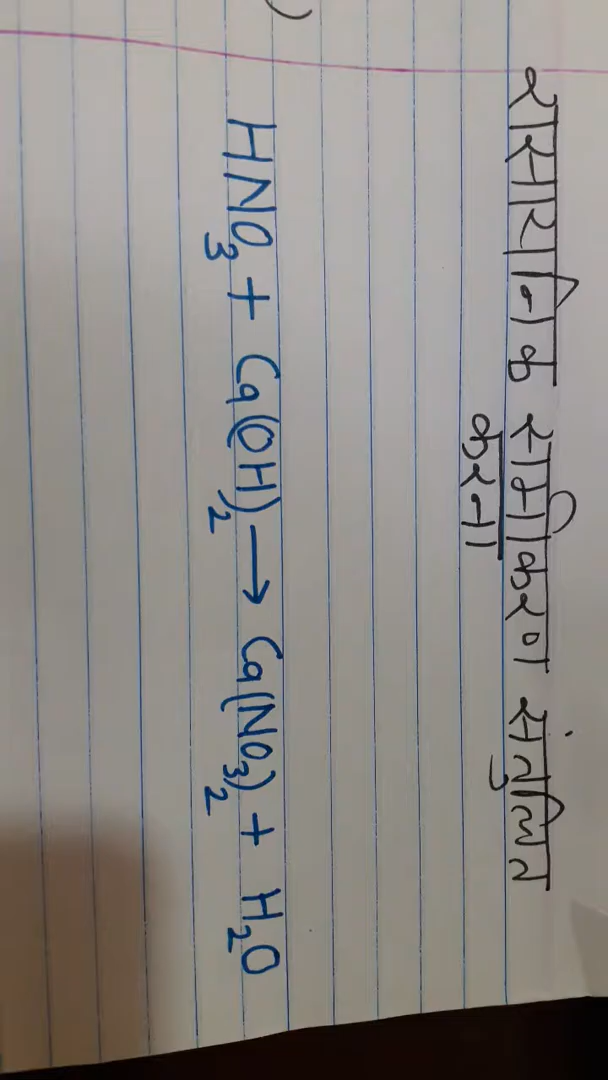 रासायनिक समीकरण संतुलित
करना
HNO₃ + Ca(OH)₂ → Ca(NO₃)₂ + H₂O